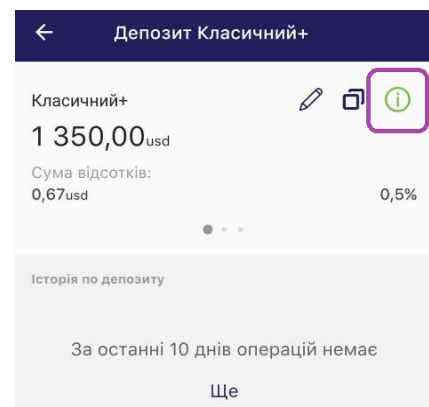 Депозит Класичний+
Класичний+
1 350,00usd
Сума відсотків:
0,67usd 0,5%
Історія по депозиту
За останні 10 днів операцій немає
Ще